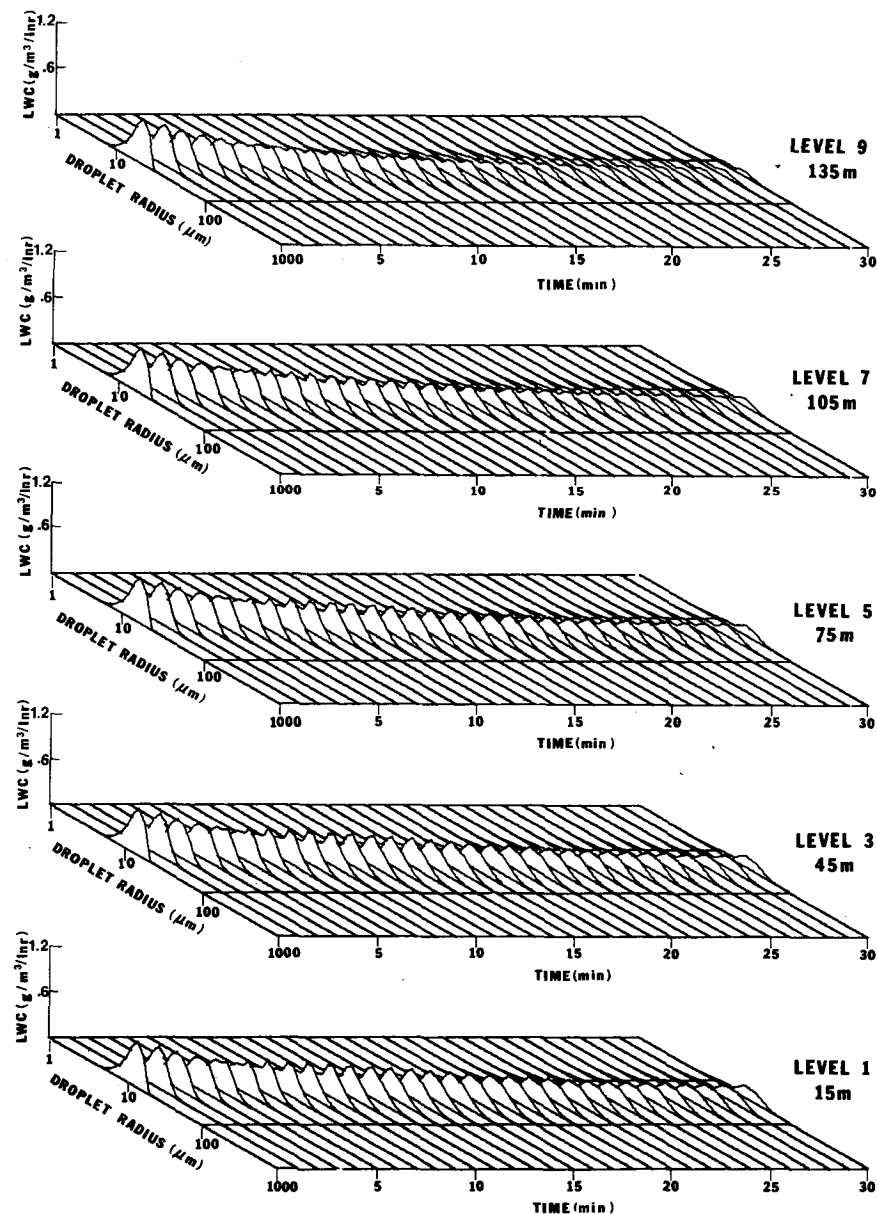 LWC (g/m³/lnr)
1.2
.6
1
10
100
1000
DROPLET RADIUS (μm)
5
10
15
20
25
30
TIME (min)
LEVEL 9
135m
LWC (g/m³/lnr)
1.2
.6
1
10
100
1000
DROPLET RADIUS (μm)
5
10
15
20
25
30
TIME (min)
LEVEL 7
105m
LWC (g/m³/lnr)
1.2
.6
1
10
100
1000
DROPLET RADIUS (μm)
5
10
15
20
25
30
TIME (min)
LEVEL 5
75m
LWC (g/m³/lnr)
1.2
.6
1
10
100
1000
DROPLET RADIUS (μm)
5
10
15
20
25
30
TIME (min)
LEVEL 3
45m
LWC (g/m³/lnr)
1.2
.6
1
10
100
1000
DROPLET RADIUS (μm)
5
10
15
20
25
30
TIME (min)
LEVEL 1
15m